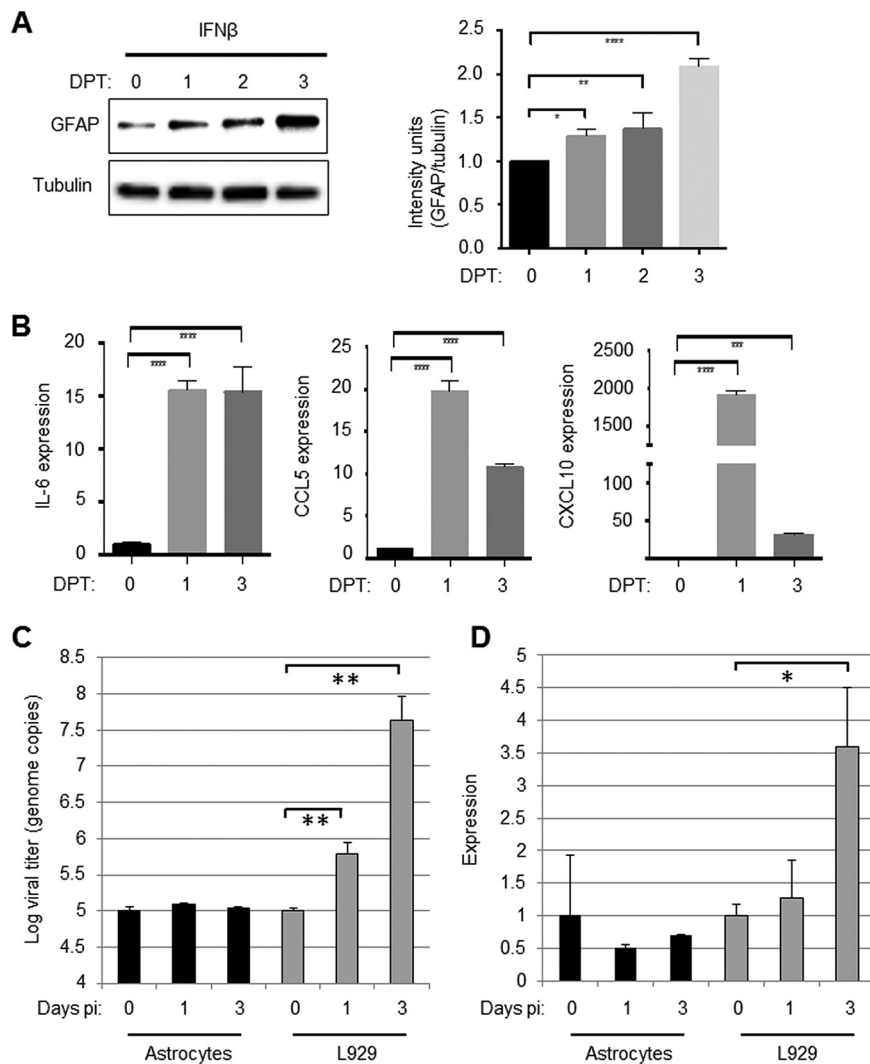 A
IFNβ
DPT: 0 1 2 3
GFAP
Tubulin
Intensity units
(GFAP/tubulin)
2.5
2.0
1.5
1.0
0.5
0.0
****
**
*
DPT: 0 1 2 3
B
IL-6 expression
20
15
10
5
0
****
****
DPT: 0 1 3
CCL5 expression
25
20
15
10
5
0
****
****
0 1 3
CXCL10 expression
2500
2000
1500
100
50
***
****
DPT: 0 1 3
C
Log viral titer (genome copies)
8.5
8
7.5
7
6.5
6
5.5
5
4.5
4
**
**
Days pi: 0 1 3 0 1 3
Astrocytes L929
D
Expression
5
4.5
4
3.5
3
2.5
2
1.5
1
0.5
0
*
Days pi: 0 1 3 0 1 3
Astrocytes L929